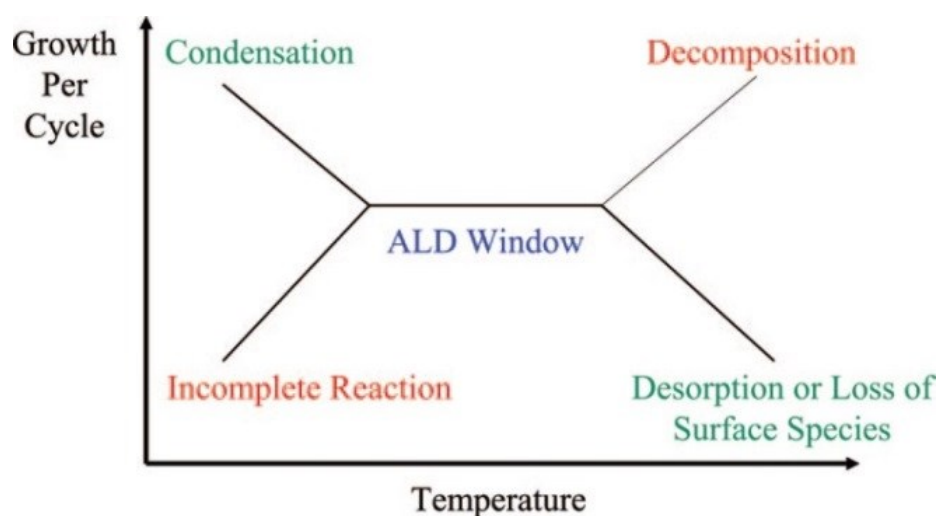 Growth
Per
Cycle
Condensation
Decomposition
ALD Window
Incomplete Reaction
Desorption or Loss of
Surface Species
Temperature